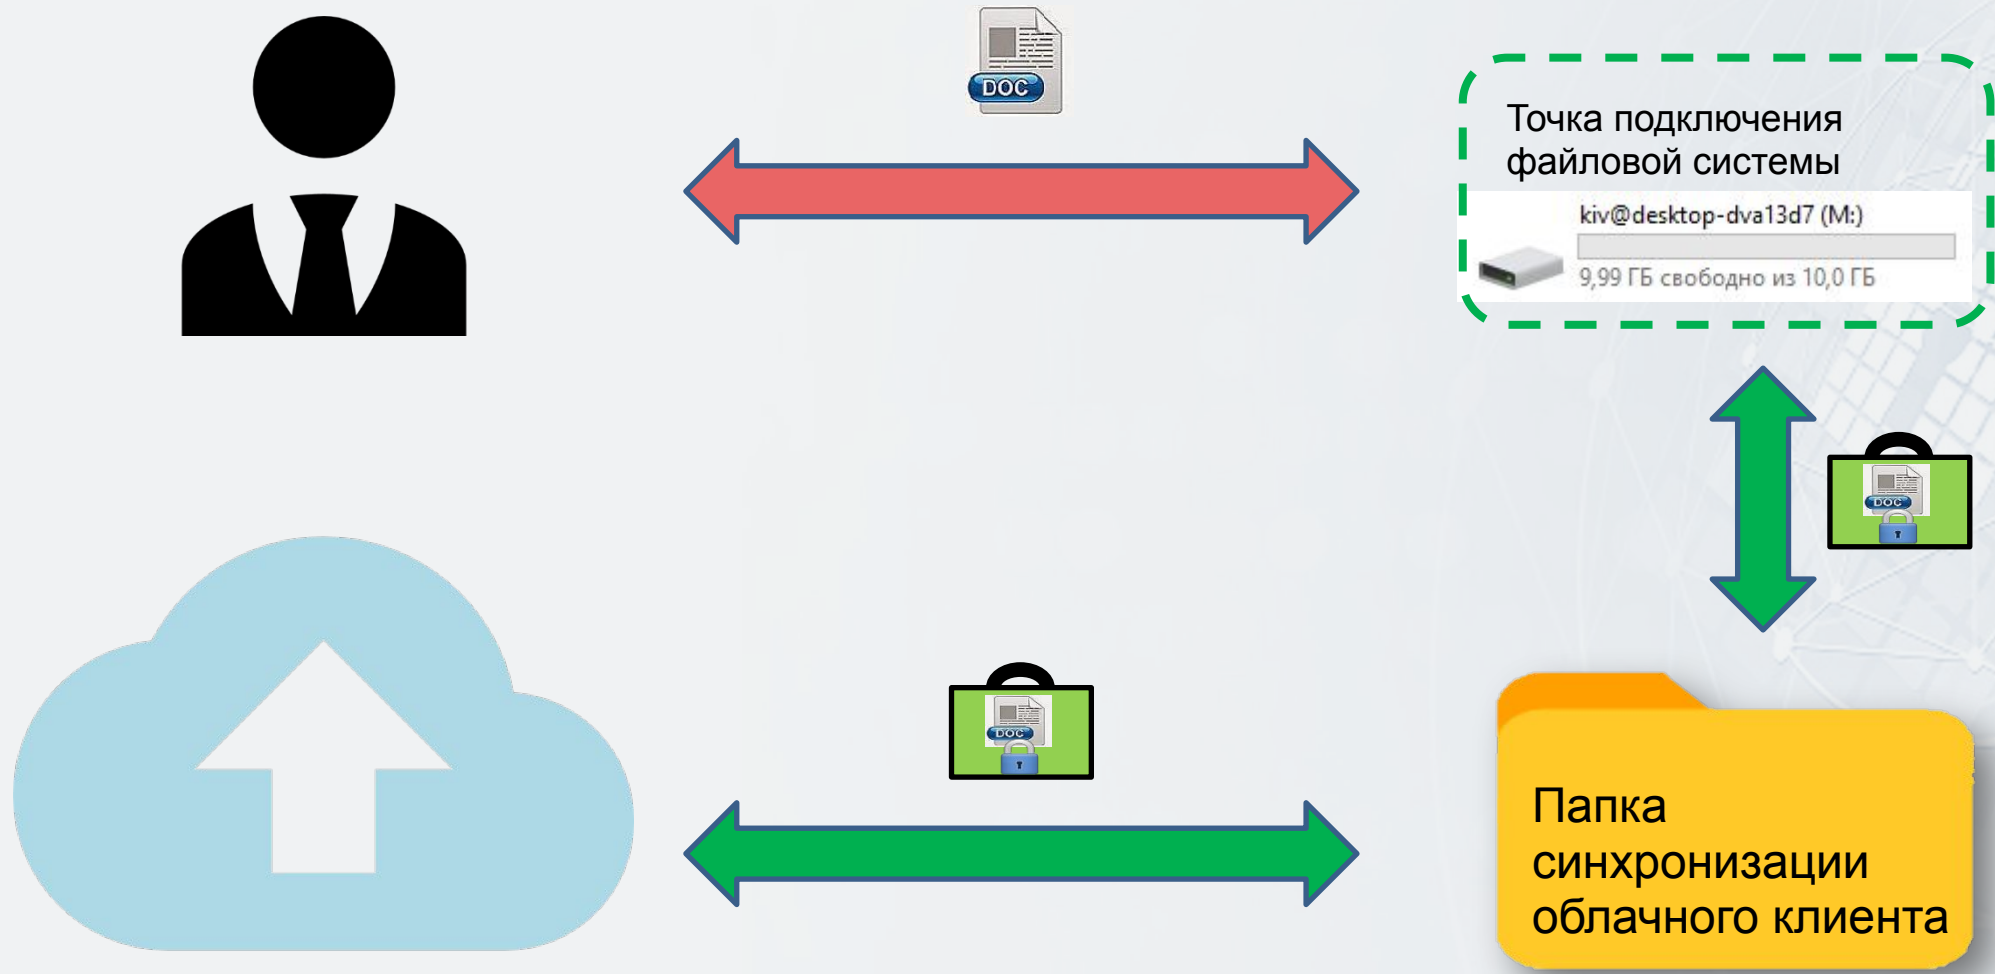 DOC
Точка подключения
файловой системы
kiv@desktop-dva13d7 (M:)
9,99 ГБ свободно из 10,0 ГБ
DOC
DOC
Папка
синхронизации
облачного клиента